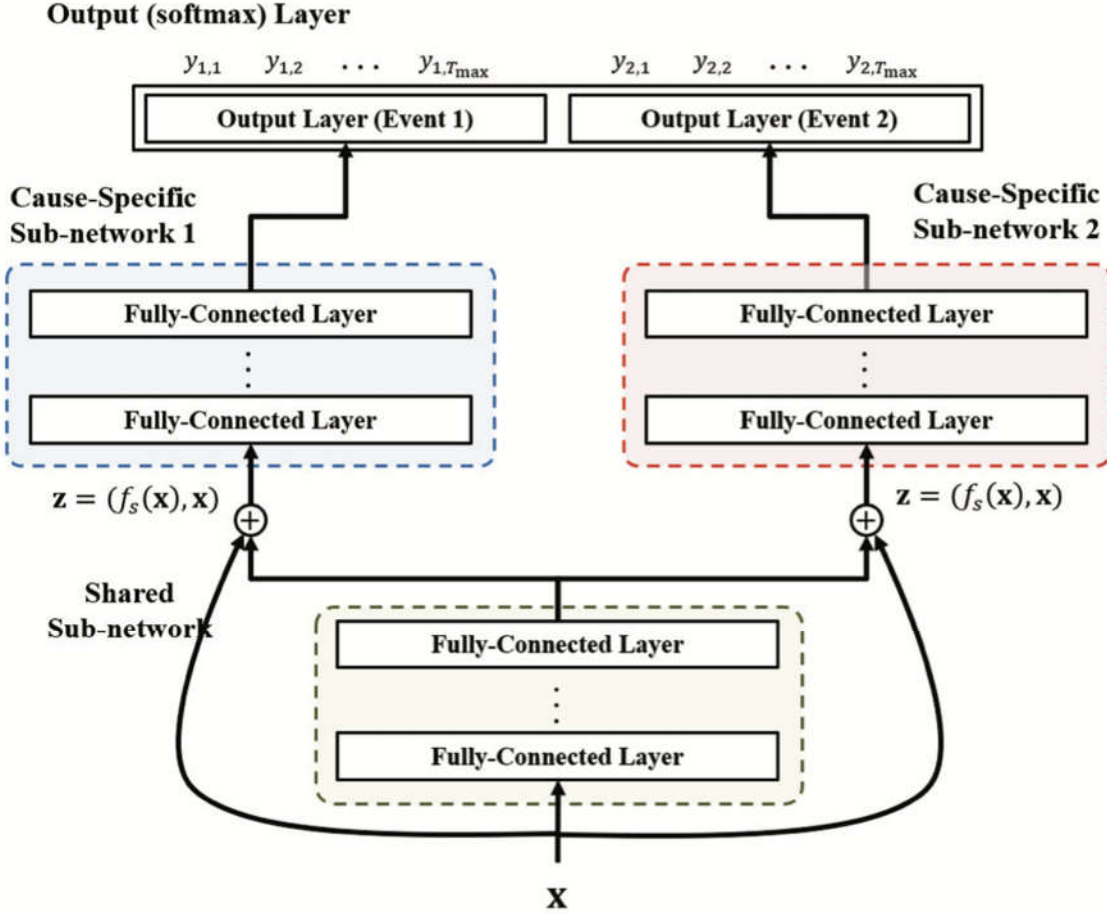 Output (softmax) Layer
y₁,₁ y₁,₂ · · · y₁,Tmax y₂,₁ y₂,₂ · · · y₂,Tmax
Output Layer (Event 1) Output Layer (Event 2)
Cause-Specific
Sub-network 1
Cause-Specific
Sub-network 2
Fully-Connected Layer Fully-Connected Layer
⋮ ⋮
Fully-Connected Layer Fully-Connected Layer
z = (fₛ(x), x) z = (fₛ(x), x)
+ +
Shared
Sub-network
Fully-Connected Layer
⋮
Fully-Connected Layer
x